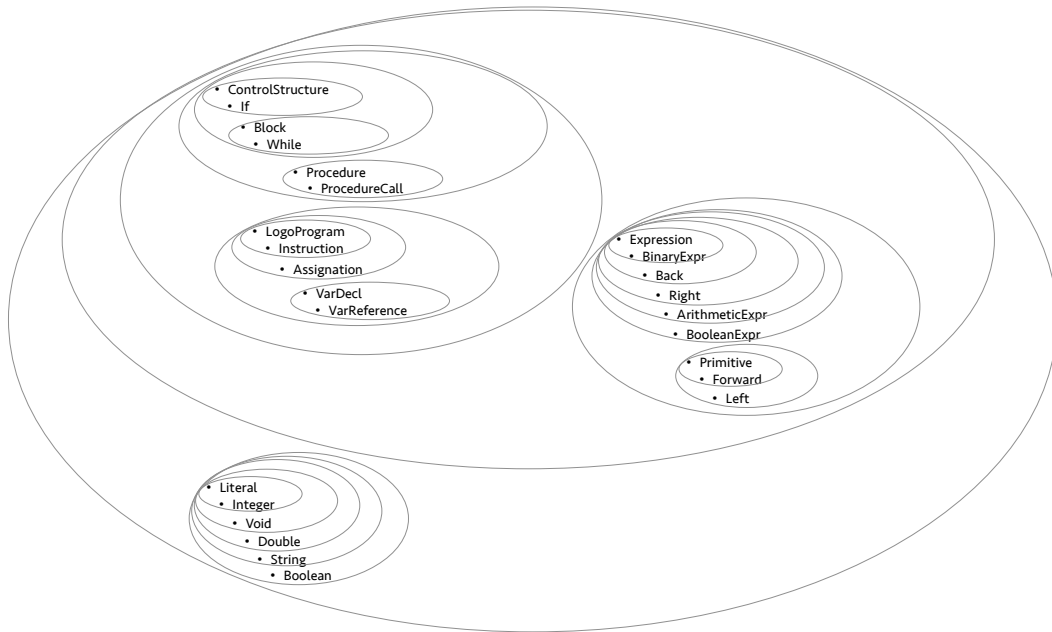 ControlStructure
If
Block
While
Procedure
ProcedureCall
LogoProgram
Instruction
Assignation
VarDecl
VarReference
Expression
BinaryExpr
Back
Right
ArithmeticExpr
BooleanExpr
Primitive
Forward
Left
Literal
Integer
Void
Double
String
Boolean